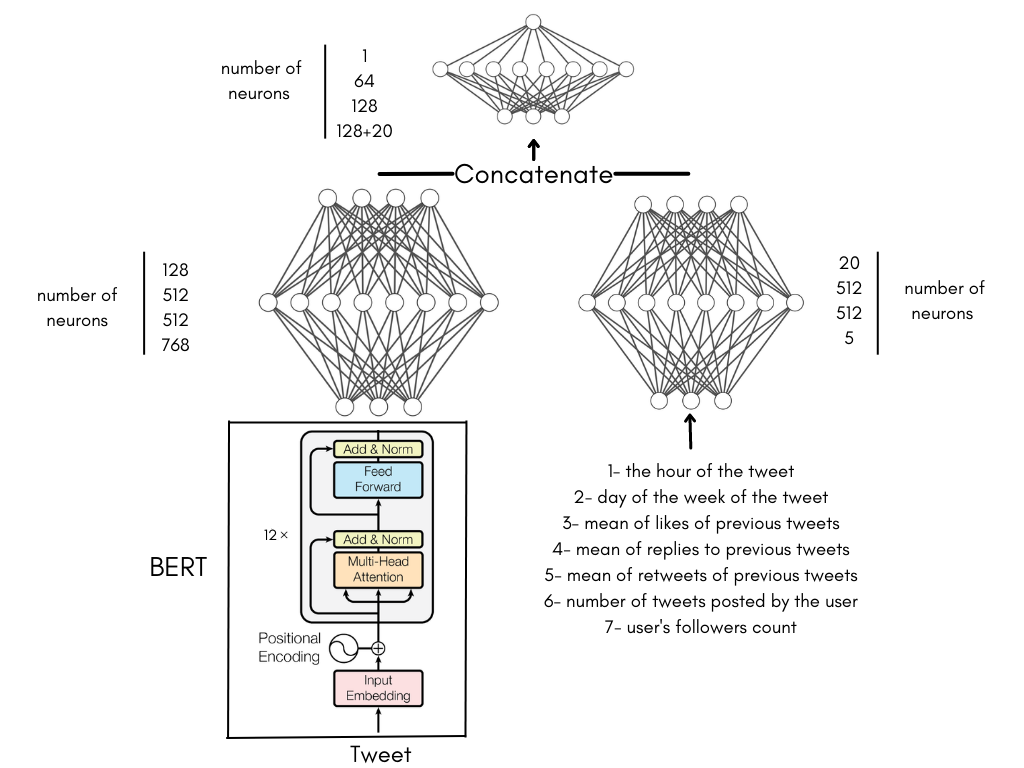 number of
neurons
1
64
128
128+20
Concatenate
number of
neurons
128
512
512
768
20
512
512
5
number of
neurons
Add & Norm
Feed
Forward
12 ×
Add & Norm
Multi-Head
Attention
BERT
Positional
Encoding
Input
Embedding
Tweet
1- the hour of the tweet
2- day of the week of the tweet
3- mean of likes of previous tweets
4- mean of replies to previous tweets
5- mean of retweets of previous tweets
6- number of tweets posted by the user
7- user's followers count